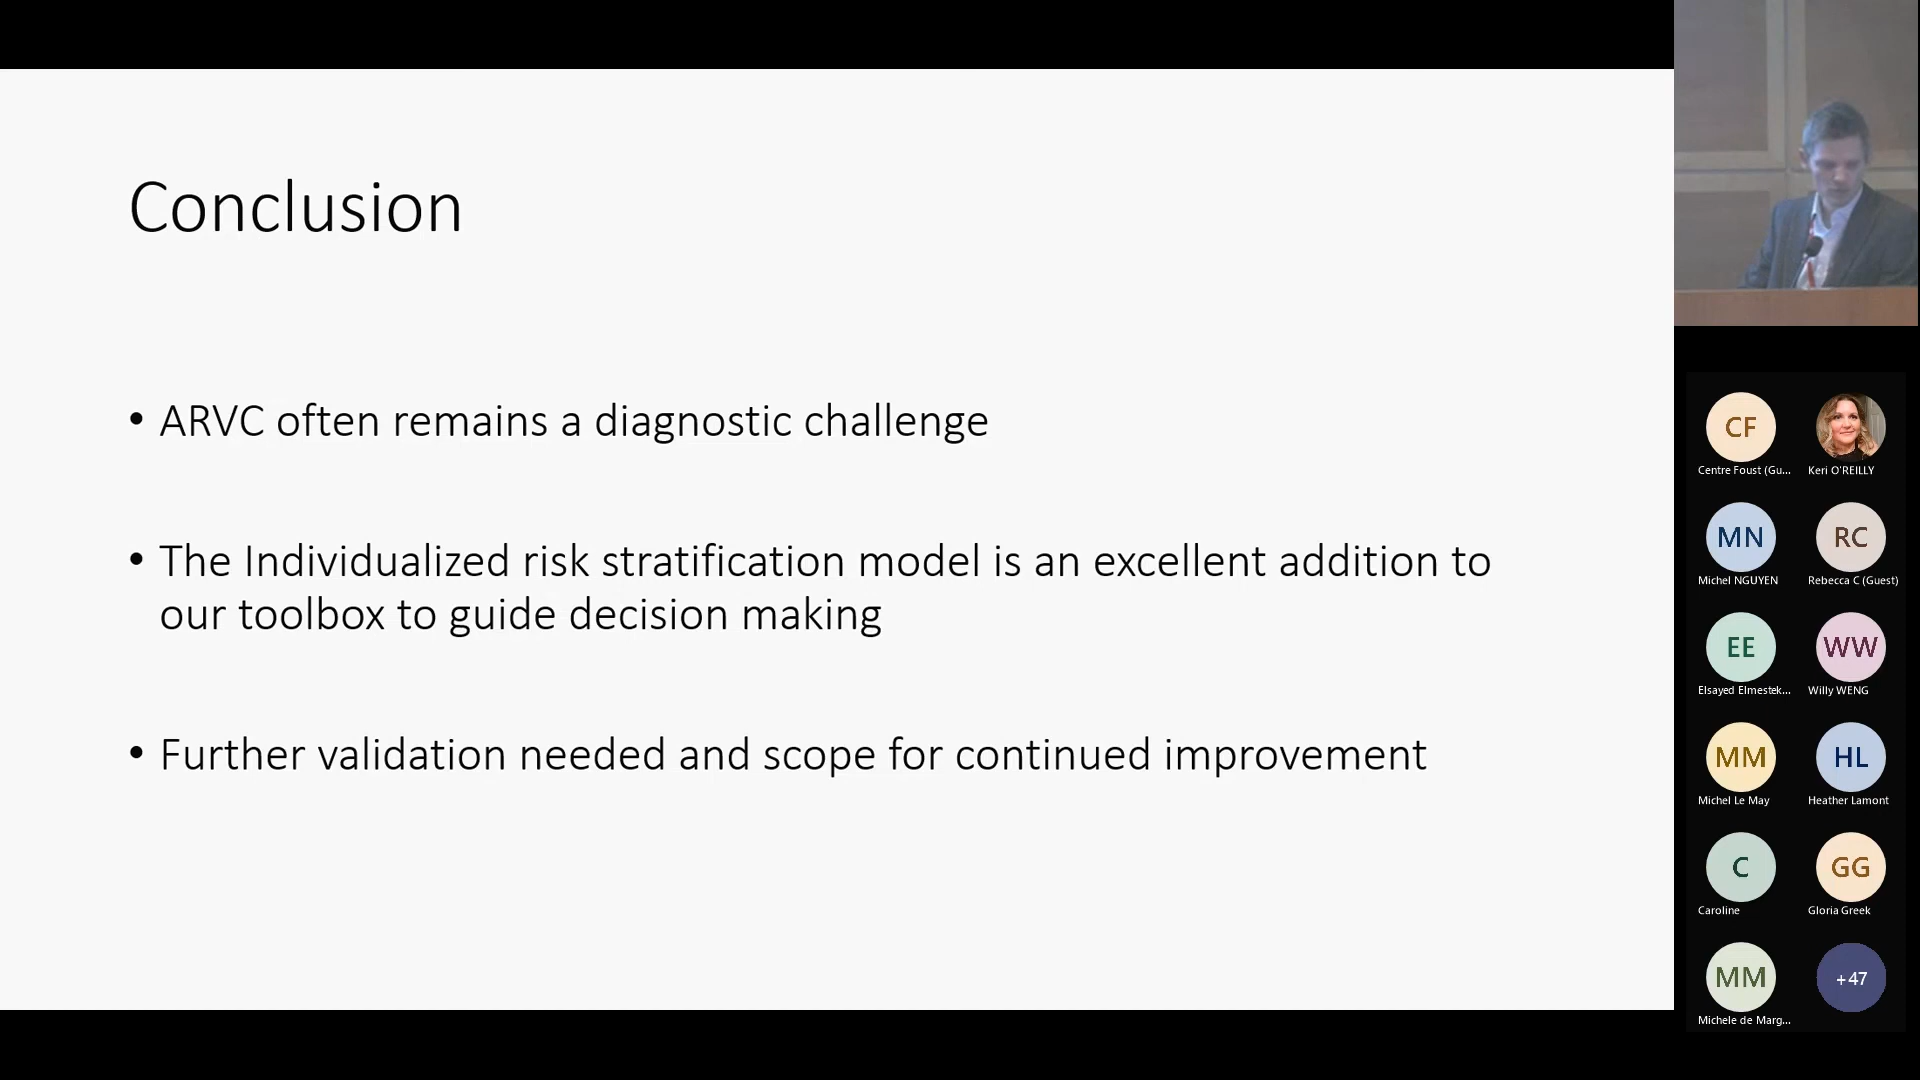 Conclusion
• ARVC often remains a diagnostic challenge
• The Individualized risk stratification model is an excellent addition to
our toolbox to guide decision making
• Further validation needed and scope for continued improvement
CF
Centre Foust (Gu...
Keri O'REILLY
MN
Michel NGUYEN
RC
Rebecca C (Guest)
EE
Elsayed Elmestek...
WW
Willy WENG
MM
Michel Le May
HL
Heather Lamont
C
Caroline
GG
Gloria Greek
MM
Michele de Marg...
+47